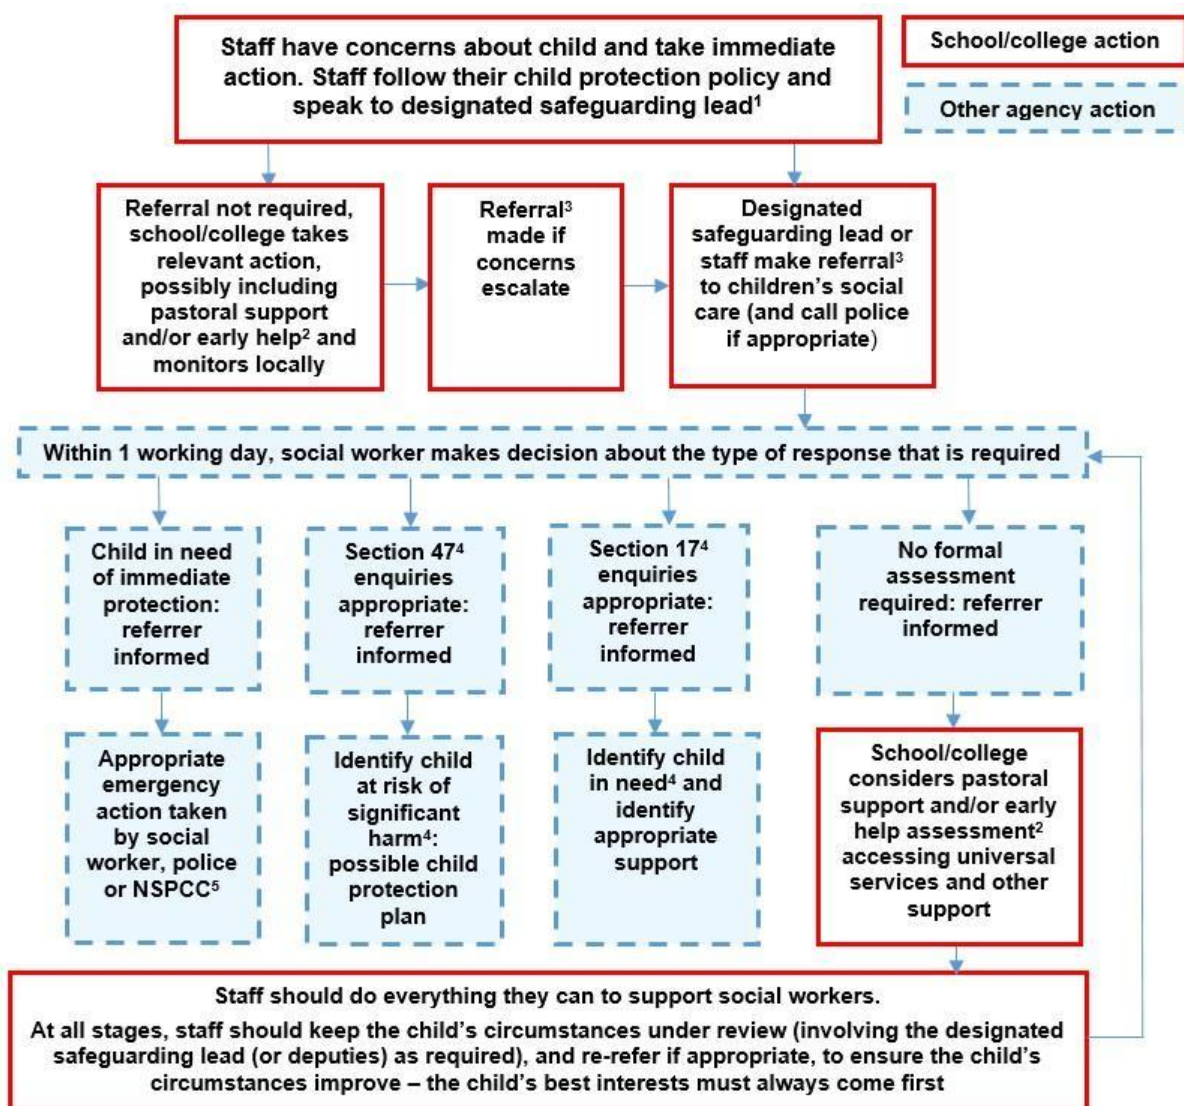 Staff have concerns about child and take immediate
action. Staff follow their child protection policy and
speak to designated safeguarding lead¹
School/college action
Other agency action
Referral not required,
school/college takes
relevant action,
possibly including
pastoral support
and/or early help² and
monitors locally
Referral³
made if
concerns
escalate
Designated
safeguarding lead or
staff make referral³
to children’s social
care (and call police
if appropriate)
Within 1 working day, social worker makes decision about the type of response that is required
Child in need
of immediate
protection:
referrer
informed
Section 47⁴
enquiries
appropriate:
referrer
informed
Section 17⁴
enquiries
appropriate:
referrer
informed
No formal
assessment
required: referrer
informed
Appropriate
emergency
action taken
by social
worker, police
or NSPCC⁵
Identify child
at risk of
significant
harm⁴:
possible child
protection
plan
Identify child
in need⁴ and
identify
appropriate
support
School/college
considers pastoral
support and/or early
help assessment²
accessing universal
services and other
support
Staff should do everything they can to support social workers.
At all stages, staff should keep the child’s circumstances under review (involving the designated
safeguarding lead (or deputies) as required), and re-refer if appropriate, to ensure the child’s
circumstances improve – the child’s best interests must always come first